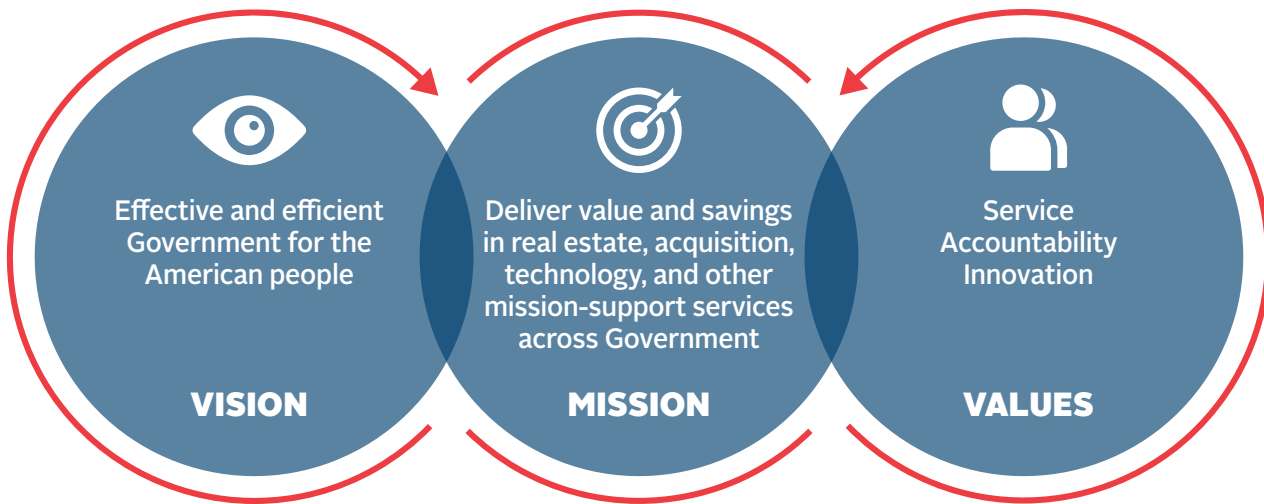 Effective and efficient
Government for the
American people
VISION
Deliver value and savings
in real estate, acquisition,
technology, and other
mission-support services
across Government
MISSION
Service
Accountability
Innovation
VALUES